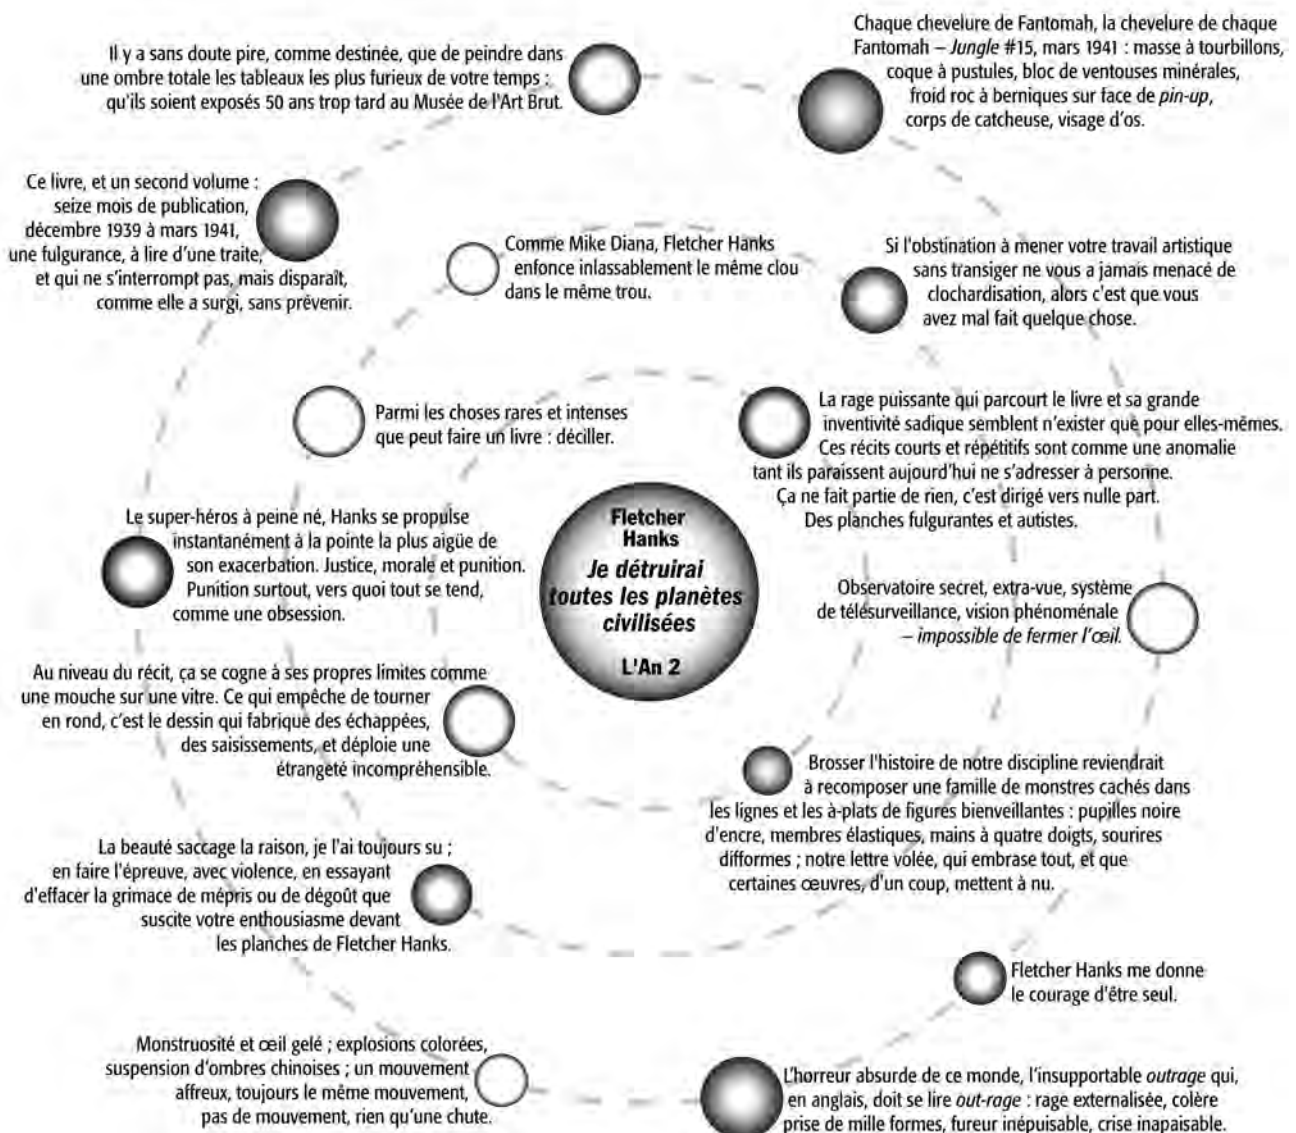 Il y a sans doute pire, comme destinée, que de peindre dans
une ombre totale les tableaux les plus furieux de votre temps :
qu'ils soient exposés 50 ans trop tard au Musée de l'Art Brut.
Chaque chevelure de Fantomah, la chevelure de chaque
Fantomah – Jungle #15, mars 1941 : masse à tourbillons,
coque à pustules, bloc de ventouses minérales,
froid roc à berniques sur face de pin-up,
corps de catcheuse, visage d'os.
Ce livre, et un second volume :
seize mois de publication,
décembre 1939 à mars 1941,
une fulgurance, à lire d'une traite,
et qui ne s'interrompt pas, mais disparaît,
comme elle a surgi, sans prévenir.
Comme Mike Diana, Fletcher Hanks
enfonce inlassablement le même clou
dans le même trou.
Si l'obstination à mener votre travail artistique
sans transiger ne vous a jamais menacé de
clochardisation, alors c'est que vous
avez mal fait quelque chose.
Parmi les choses rares et intenses
que peut faire un livre : déciller.
La rage puissante qui parcourt le livre et sa grande
inventivité sadique semblent n'exister que pour elles-mêmes.
Ces récits courts et répétitifs sont comme une anomalie
tant ils paraissent aujourd'hui ne s'adresser à personne.
Ça ne fait partie de rien, c'est dirigé vers nulle part.
Des planches fulgurantes et autistes.
Le super-héros à peine né, Hanks se propulse
instantanément à la pointe la plus aigüe de
son exacerbation. Justice, morale et punition.
Punition surtout, vers quoi tout se tend,
comme une obsession.
Fletcher
Hanks
Je détruirai
toutes les planètes
civilisées
L'An 2
Observatoire secret, extra-vue, système
de télésurveillance, vision phénoménale
– impossible de fermer l'œil.
Au niveau du récit, ça se cogne à ses propres limites comme
une mouche sur une vitre. Ce qui empêche de tourner
en rond, c'est le dessin qui fabrique des échappées,
des saisissements, et déploie une
étrangeté incompréhensible.
Brosser l'histoire de notre discipline reviendrait
à recomposer une famille de monstres cachés dans
les lignes et les à-plats de figures bienveillantes : pupilles noire
d'encre, membres élastiques, mains à quatre doigts, sourires
difformes ; notre lettre volée, qui embrase tout, et que
certaines œuvres, d'un coup, mettent à nu.
La beauté saccage la raison, je l'ai toujours su ;
en faire l'épreuve, avec violence, en essayant
d'effacer la grimace de mépris ou de dégoût que
suscite votre enthousiasme devant
les planches de Fletcher Hanks.
Fletcher Hanks me donne
le courage d'être seul.
Monstruosité et œil gelé ; explosions colorées,
suspension d'ombres chinoises ; un mouvement
affreux, toujours le même mouvement,
pas de mouvement, rien qu'une chute.
L'horreur absurde de ce monde, l'insupportable outrage qui,
en anglais, doit se lire out-rage : rage externalisée, colère
prise de mille formes, fureur inépuisable, crise inapaisable.